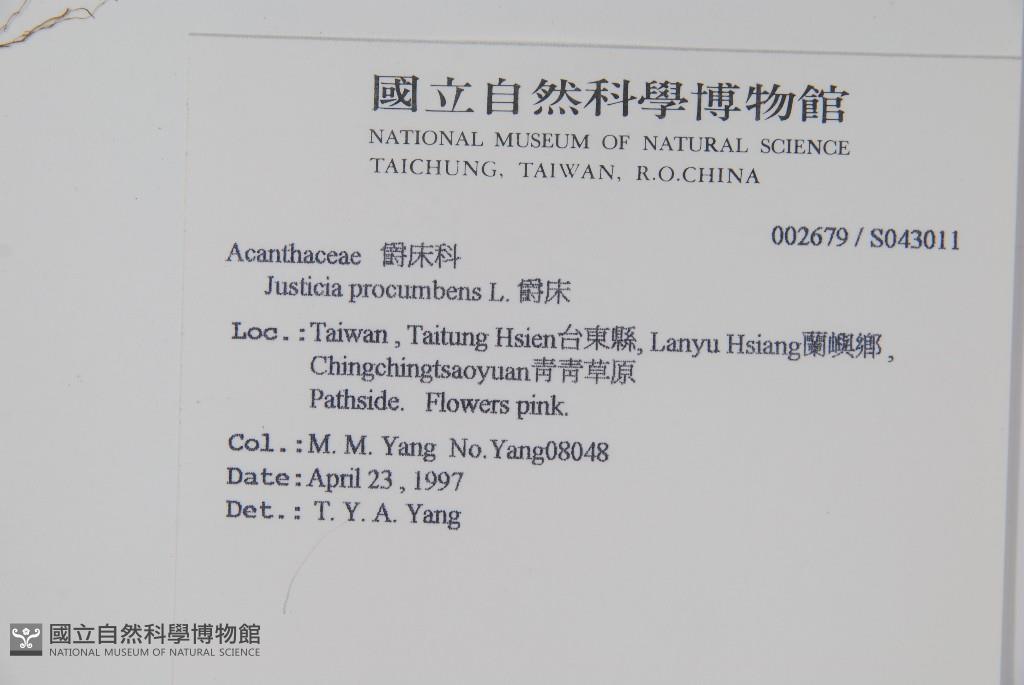 國立自然科學博物館
NATIONAL MUSEUM OF NATURAL SCIENCE
TAICHUNG, TAIWAN, R.O.CHINA
002679 / S043011
Acanthaceae 爵床科
Justicia procumbens L. 爵床
Loc.:Taiwan , Taitung Hsien台東縣, Lanyu Hsiang蘭嶼鄉 ,
Chingchingtsaoyuan青青草原
Pathside. Flowers pink.
Col.:M. M. Yang No.Yang08048
Date:April 23 , 1997
Det.: T. Y. A. Yang
國立自然科學博物館
NATIONAL MUSEUM OF NATURAL SCIENCE